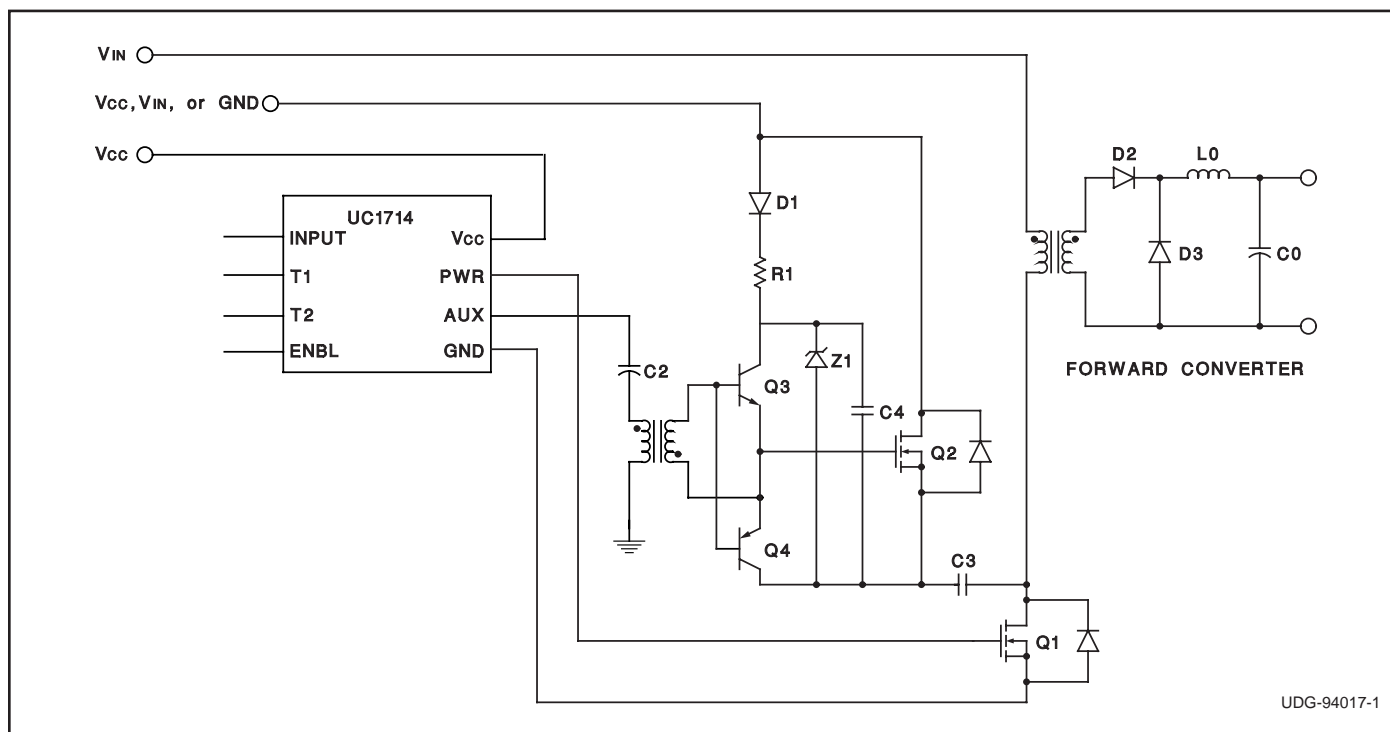 VIN
VCC, VIN, or GND
VCC
UC1714
INPUT
VCC
T1
PWR
T2
AUX
ENBL
GND
C2
D1
R1
Q3
Z1
C4
Q2
Q4
C3
Q1
D2
L0
D3
C0
FORWARD CONVERTER
UDG-94017-1